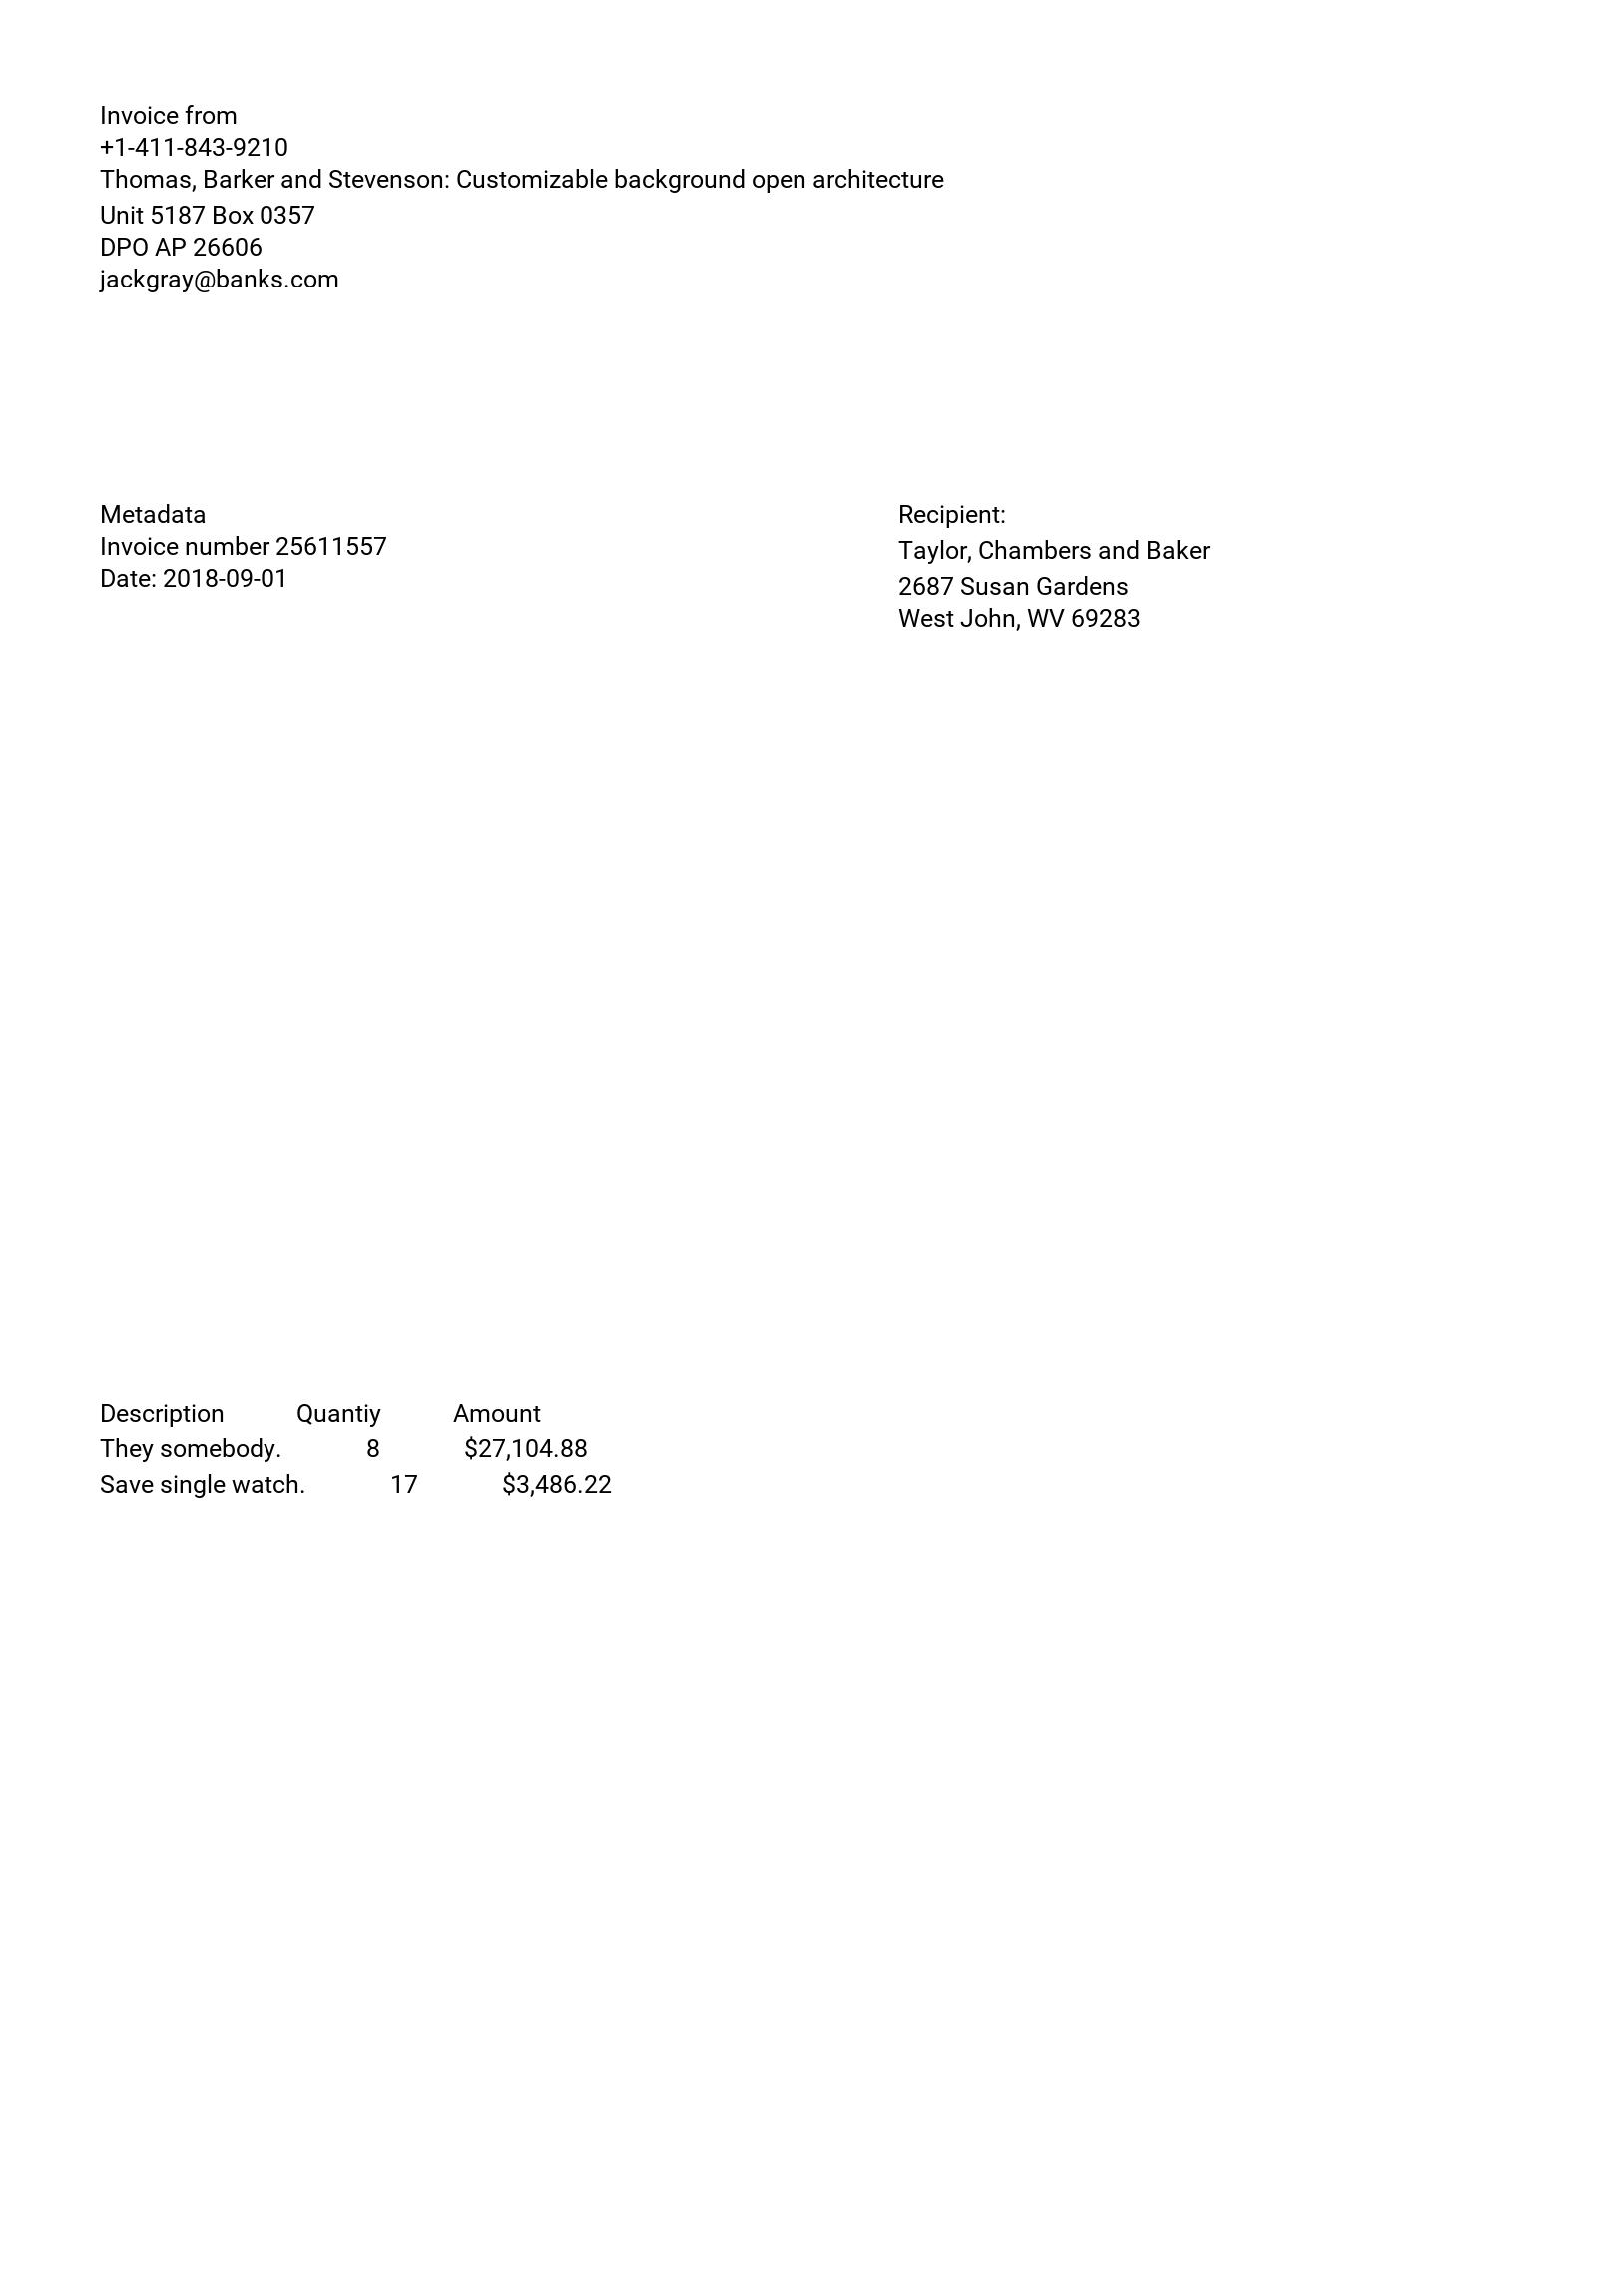 Invoice from
+1-411-843-9210
Thomas, Barker and Stevenson: Customizable background open architecture
Unit 5187 Box 0357
DPO AP 26606
jackgray@banks.com
Metadata
Invoice number 25611557
Date: 2018-09-01
Recipient:
Taylor, Chambers and Baker
2687 Susan Gardens
West John, WV 69283
Description Quantiy Amount
They somebody. 8 $27,104.88
Save single watch. 17 $3,486.22